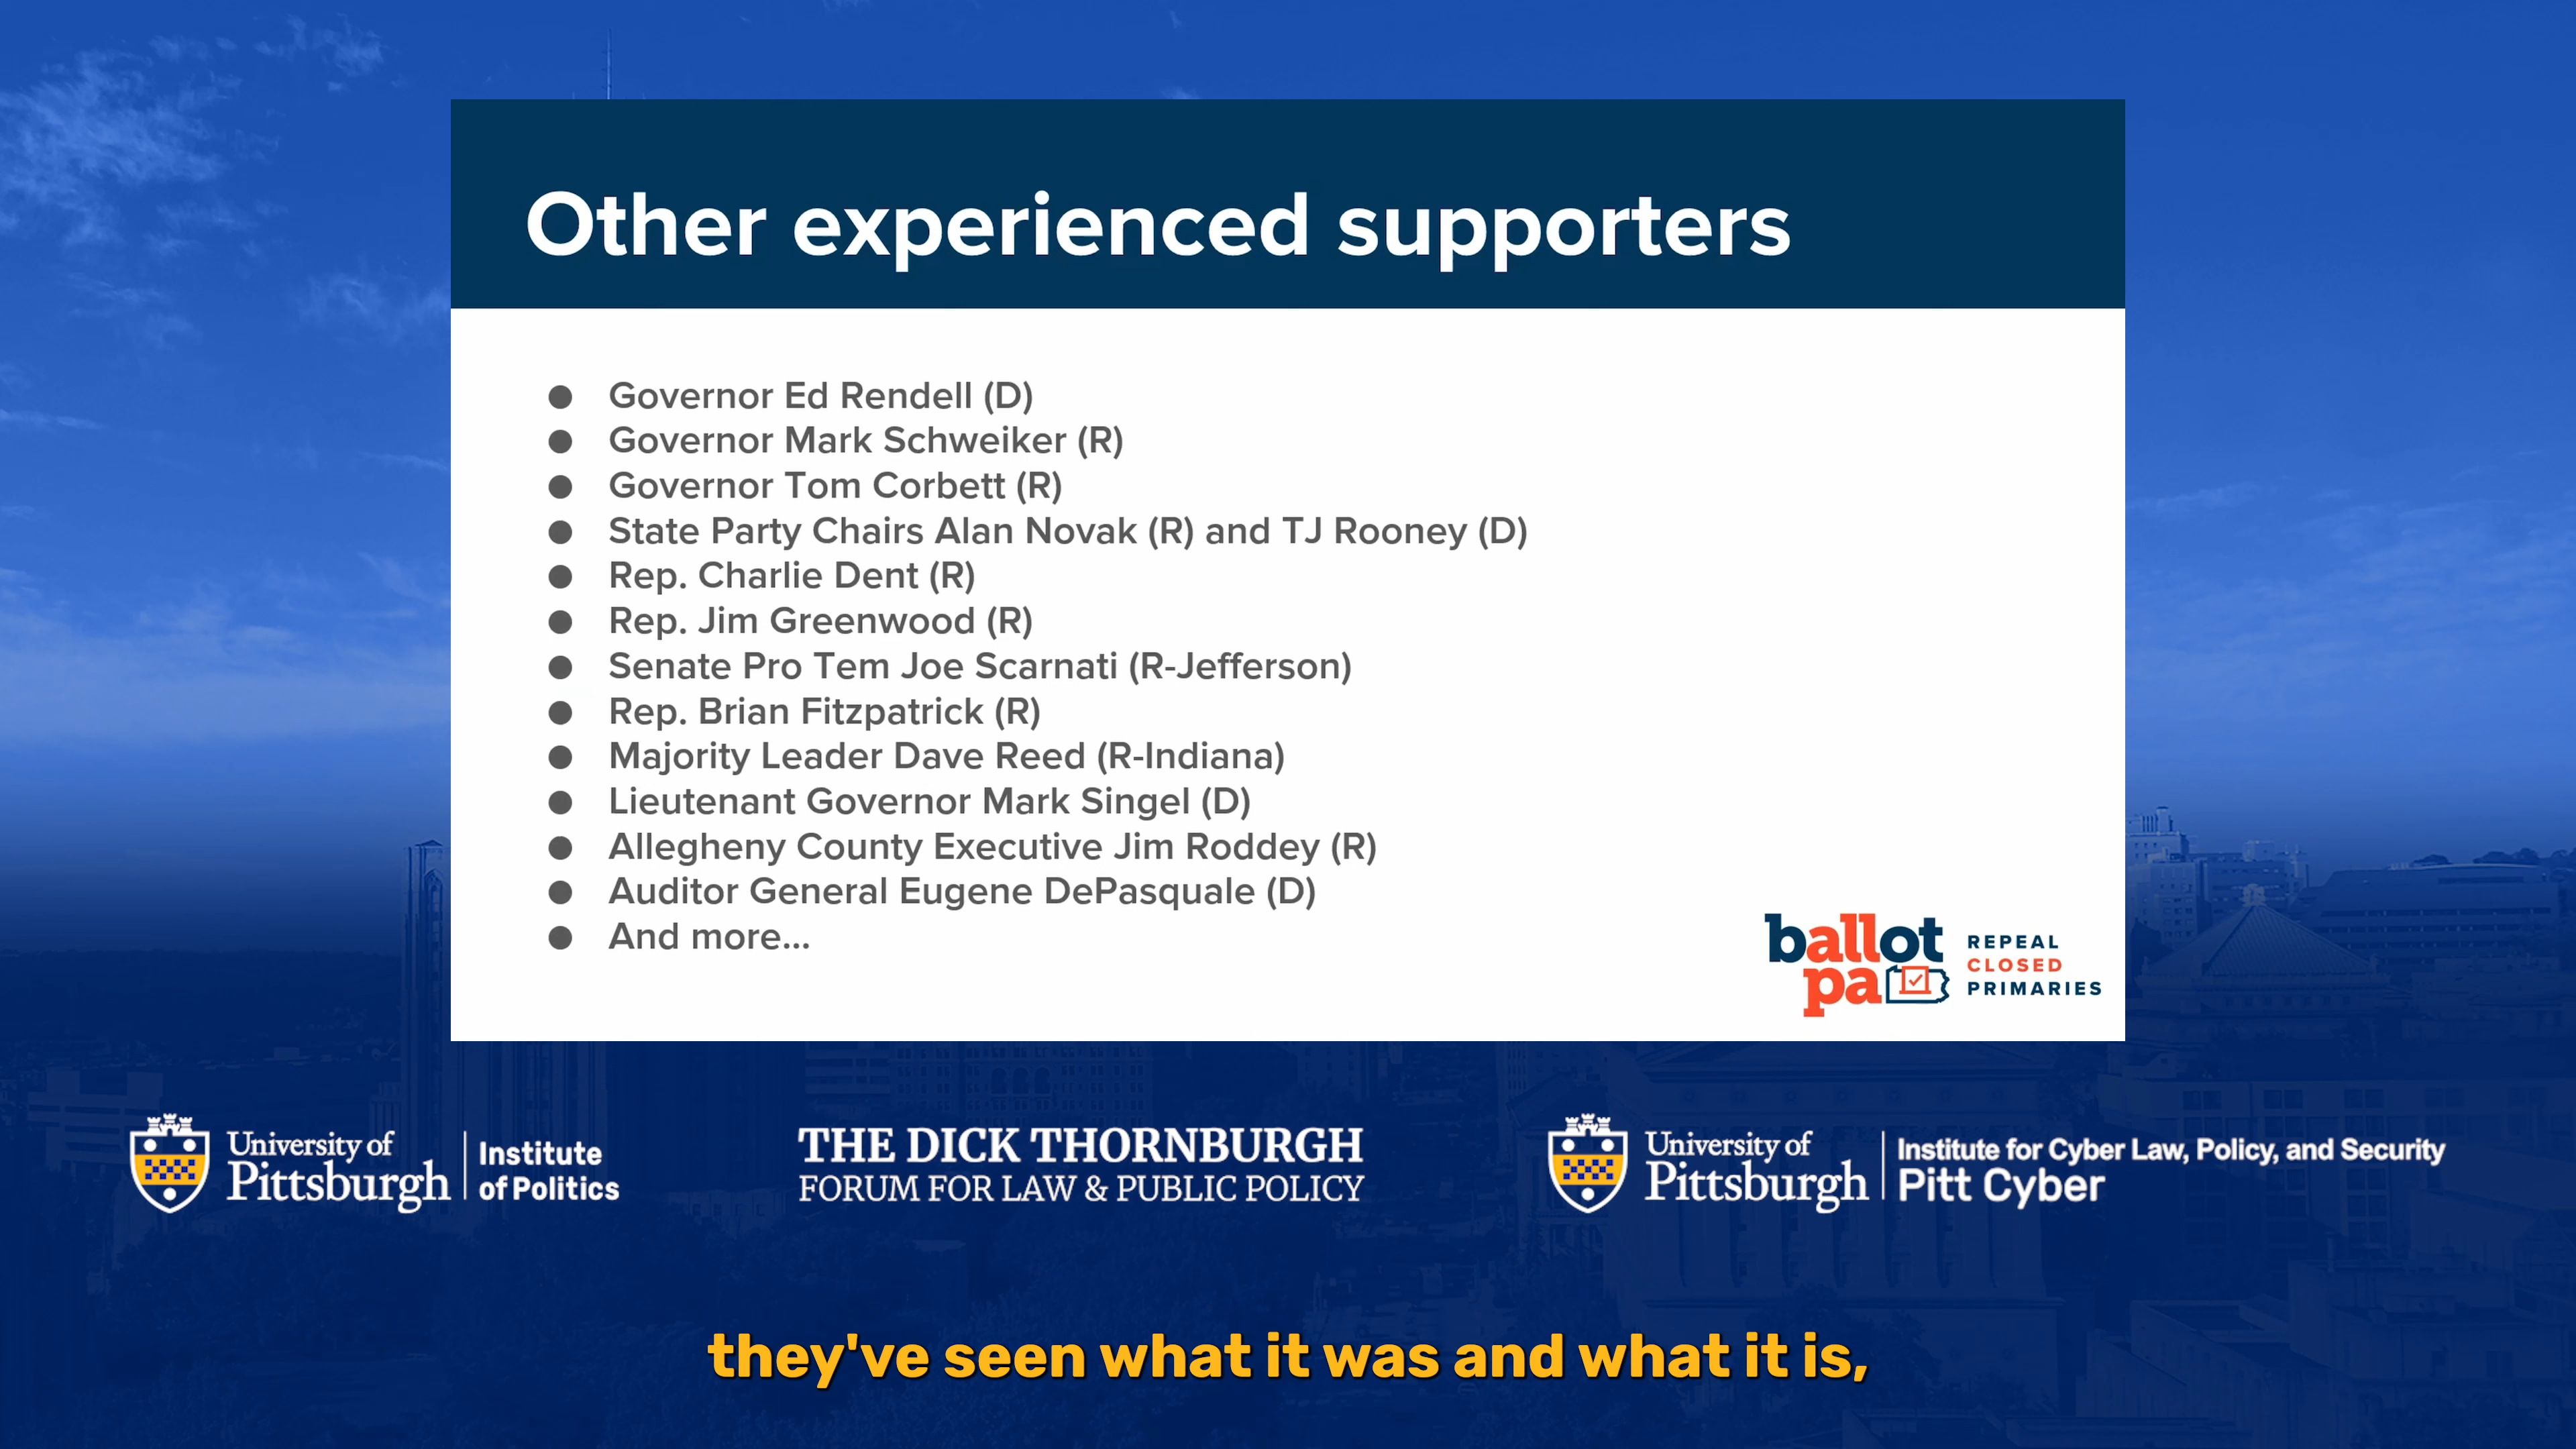 Other experienced supporters
● Governor Ed Rendell (D)
● Governor Mark Schweiker (R)
● Governor Tom Corbett (R)
● State Party Chairs Alan Novak (R) and TJ Rooney (D)
● Rep. Charlie Dent (R)
● Rep. Jim Greenwood (R)
● Senate Pro Tem Joe Scarnati (R-Jefferson)
● Rep. Brian Fitzpatrick (R)
● Majority Leader Dave Reed (R-Indiana)
● Lieutenant Governor Mark Singel (D)
● Allegheny County Executive Jim Roddey (R)
● Auditor General Eugene DePasquale (D)
● And more...
ballot
pa
REPEAL
CLOSED
PRIMARIES
University of
Pittsburgh
Institute
of Politics
THE DICK THORNBURGH
FORUM FOR LAW & PUBLIC POLICY
University of
Pittsburgh
Institute for Cyber Law, Policy, and Security
Pitt Cyber
they've seen what it was and what it is,